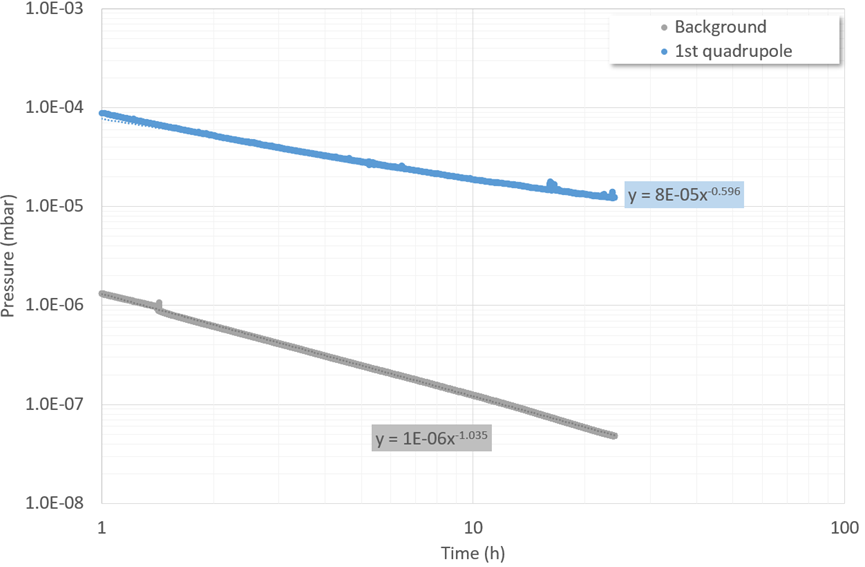 1.0E-03
Background
1st quadrupole
1.0E-04
y = 8E-05x-0.596
1.0E-05
Pressure (mbar)
1.0E-06
1.0E-07
y = 1E-06x-1.035
1.0E-08
1
10
100
Time (h)